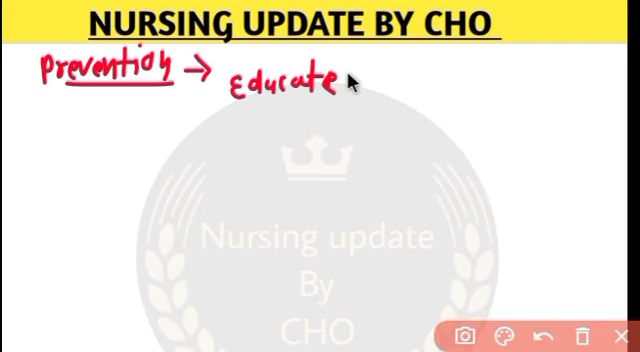 NURSING UPDATE BY CHO
Prevention → Educate
Nursing update
By
CHO